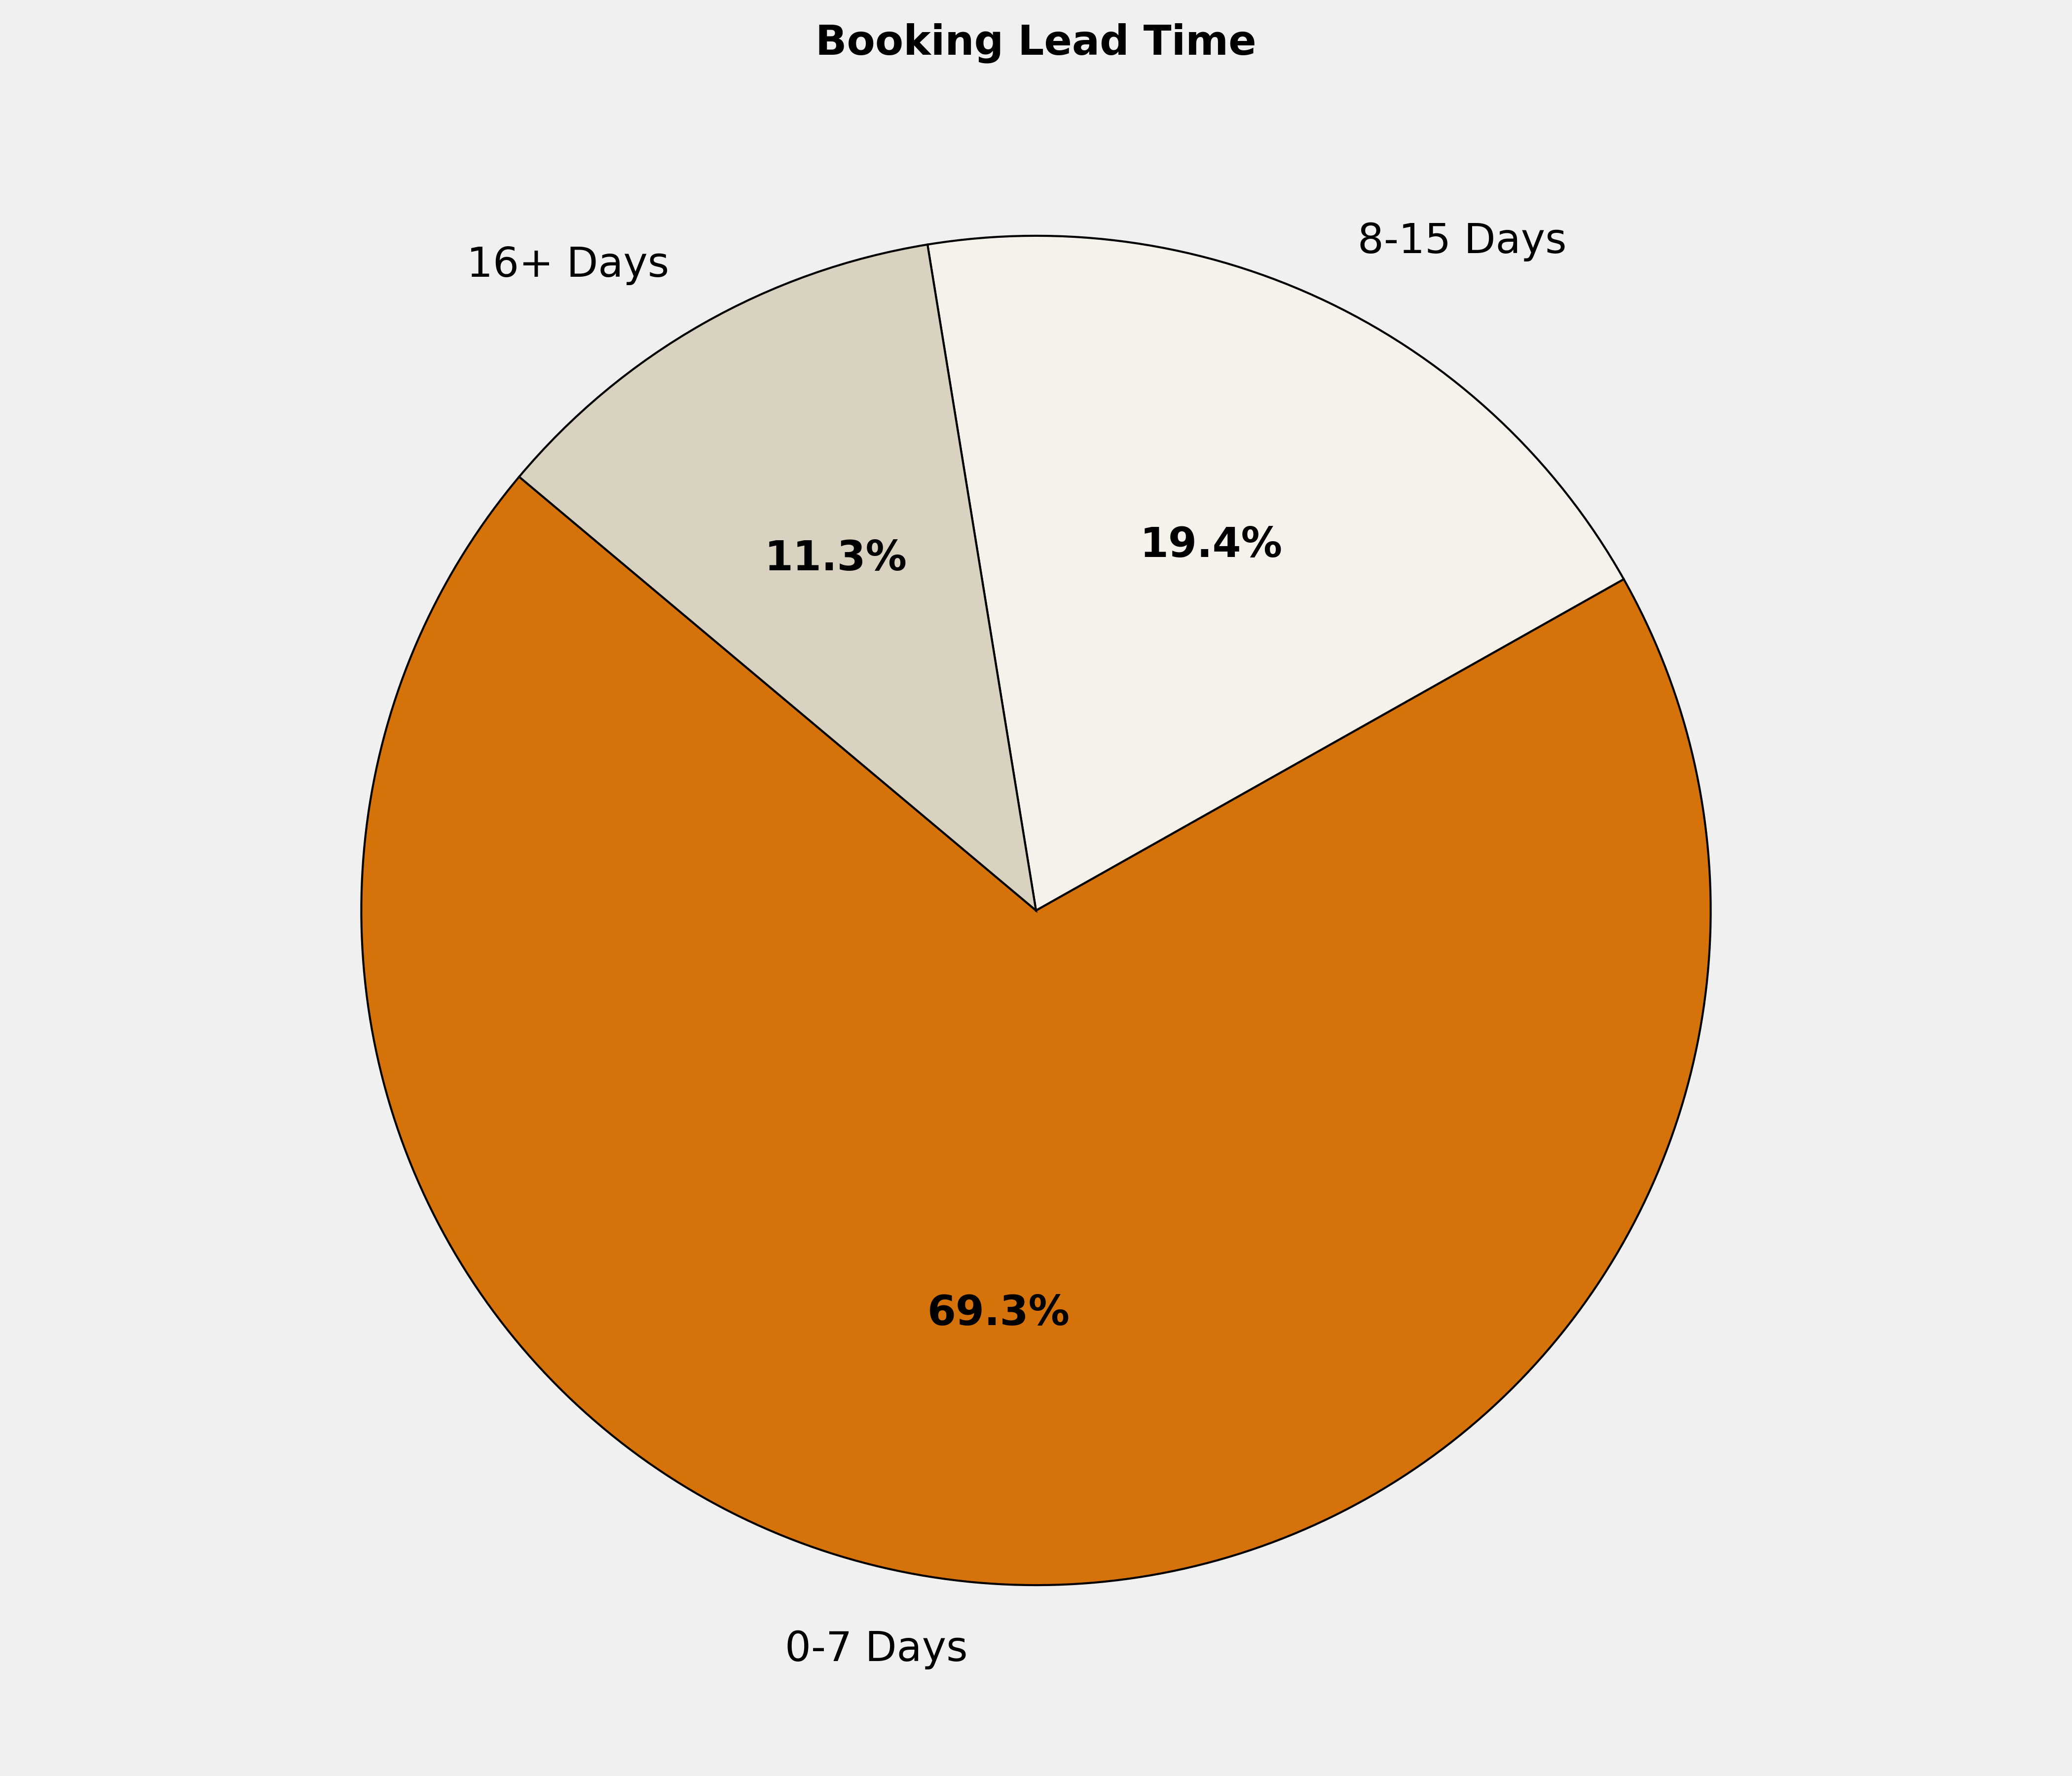 Booking Lead Time
8-15 Days
16+ Days
19.4%
11.3%
69.3%
0-7 Days